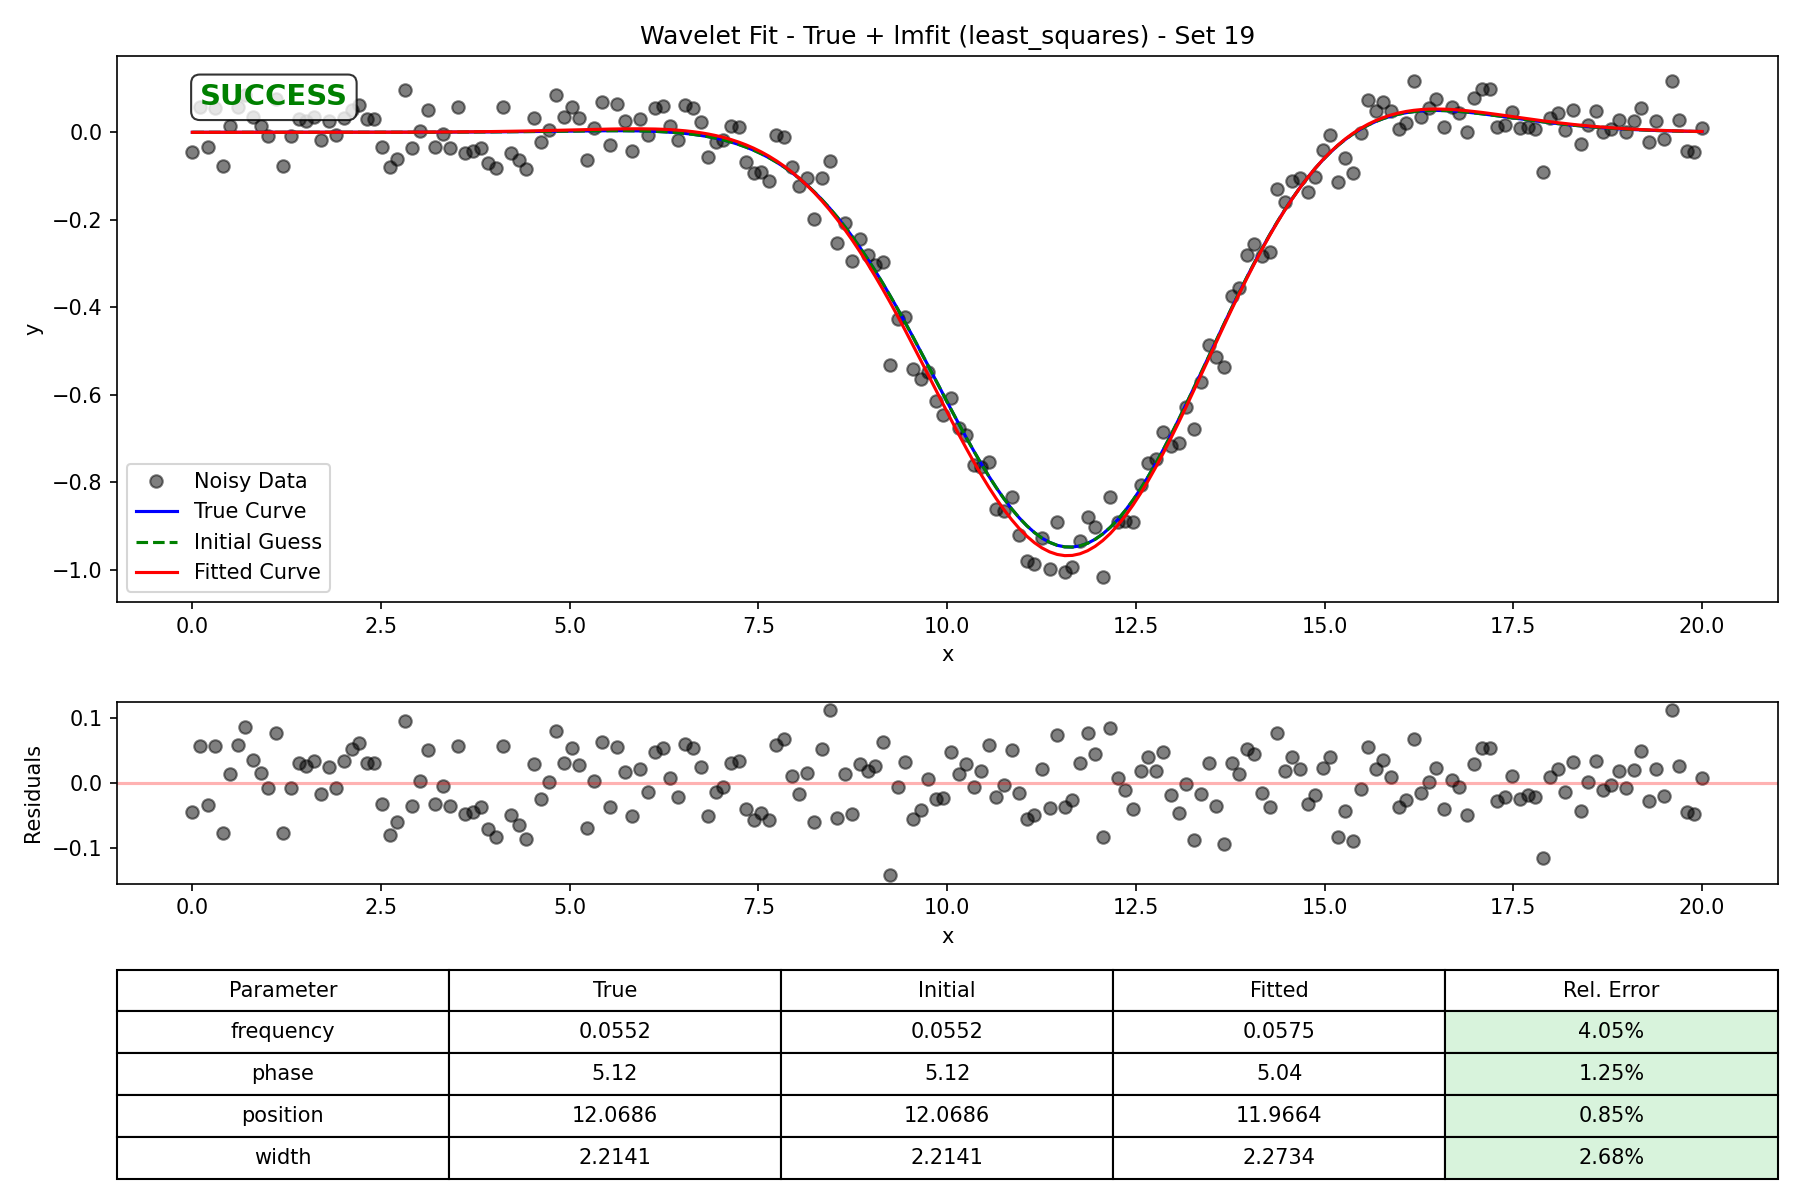 Wavelet Fit - True + lmfit (least_squares) - Set 19
SUCCESS
0.0
−0.2
−0.4
−0.6
−0.8
−1.0
y
Noisy Data
True Curve
Initial Guess
Fitted Curve
0.0 2.5 5.0 7.5 10.0 12.5 15.0 17.5 20.0
x
0.1
0.0
−0.1
Residuals
0.0 2.5 5.0 7.5 10.0 12.5 15.0 17.5 20.0
x
Parameter True Initial Fitted Rel. Error
frequency 0.0552 0.0552 0.0575 4.05%
phase 5.12 5.12 5.04 1.25%
position 12.0686 12.0686 11.9664 0.85%
width 2.2141 2.2141 2.2734 2.68%